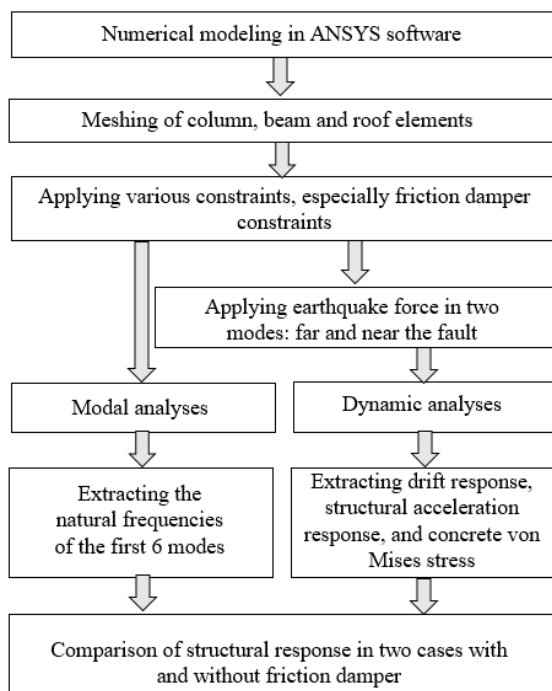 Numerical modeling in ANSYS software
Meshing of column, beam and roof elements
Applying various constraints, especially friction damper
constraints
Applying earthquake force in two
modes: far and near the fault
Modal analyses
Dynamic analyses
Extracting the
natural frequencies
of the first 6 modes
Extracting drift response,
structural acceleration
response, and concrete von
Mises stress
Comparison of structural response in two cases with
and without friction damper